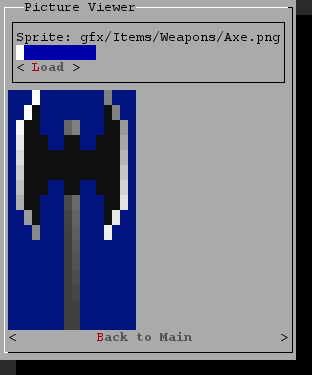 Picture Viewer
Sprite: gfx/Items/Weapons/Axe.png
< Load >
< Back to Main >